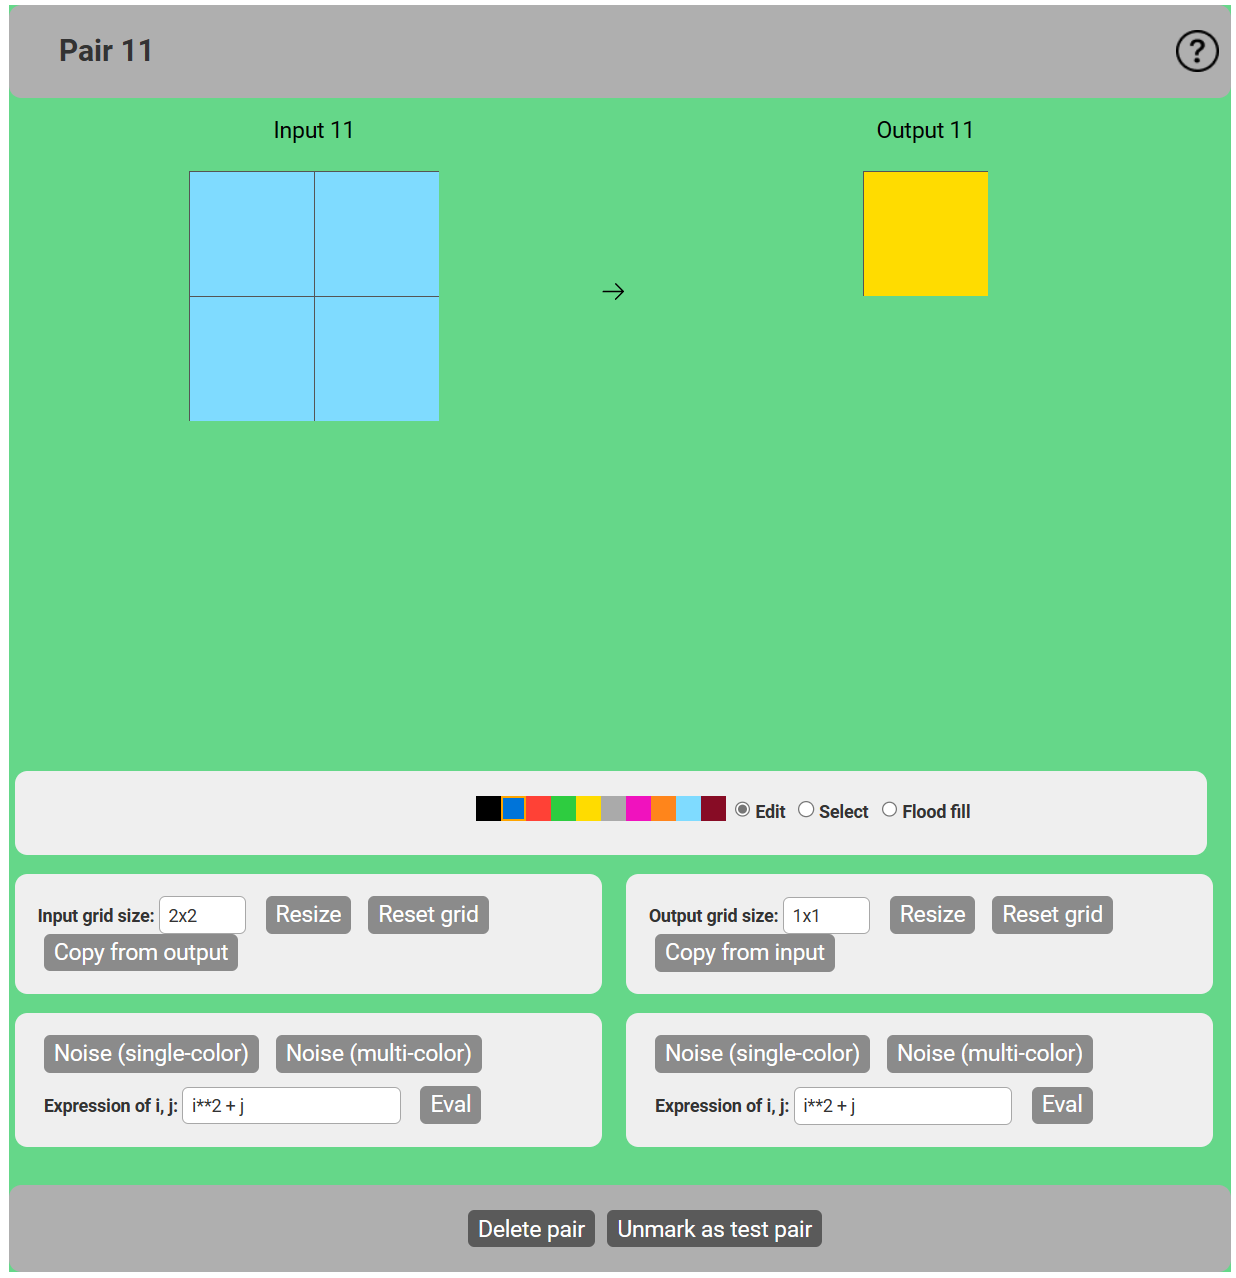 Pair 11
?
Input 11
Output 11
→
Edit Select Flood fill
Input grid size: 2x2 Resize Reset grid
Copy from output
Output grid size: 1x1 Resize Reset grid
Copy from input
Noise (single-color) Noise (multi-color)
Expression of i, j: i**2 + j Eval
Noise (single-color) Noise (multi-color)
Expression of i, j: i**2 + j Eval
Delete pair Unmark as test pair